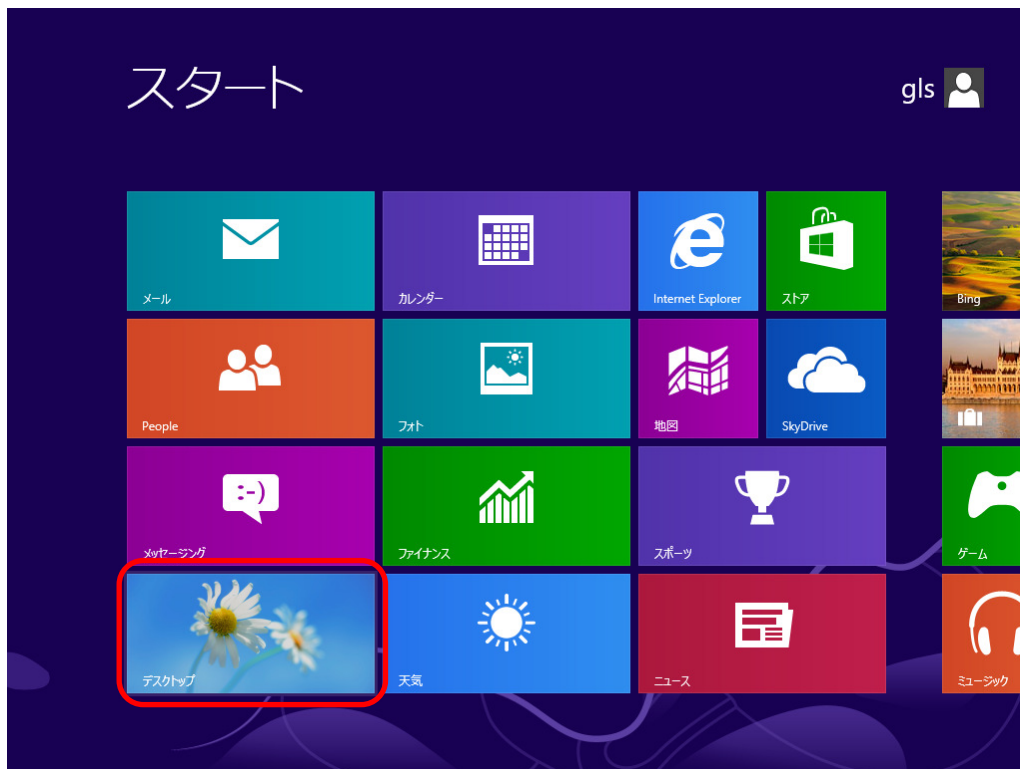 スタート
gls
メール
カレンダー
Internet Explorer
ストア
Bing
People
フォト
地図
SkyDrive
:-)
メッセージング
ファイナンス
スポーツ
ゲーム
デスクトップ
天気
ニュース
ミュージック